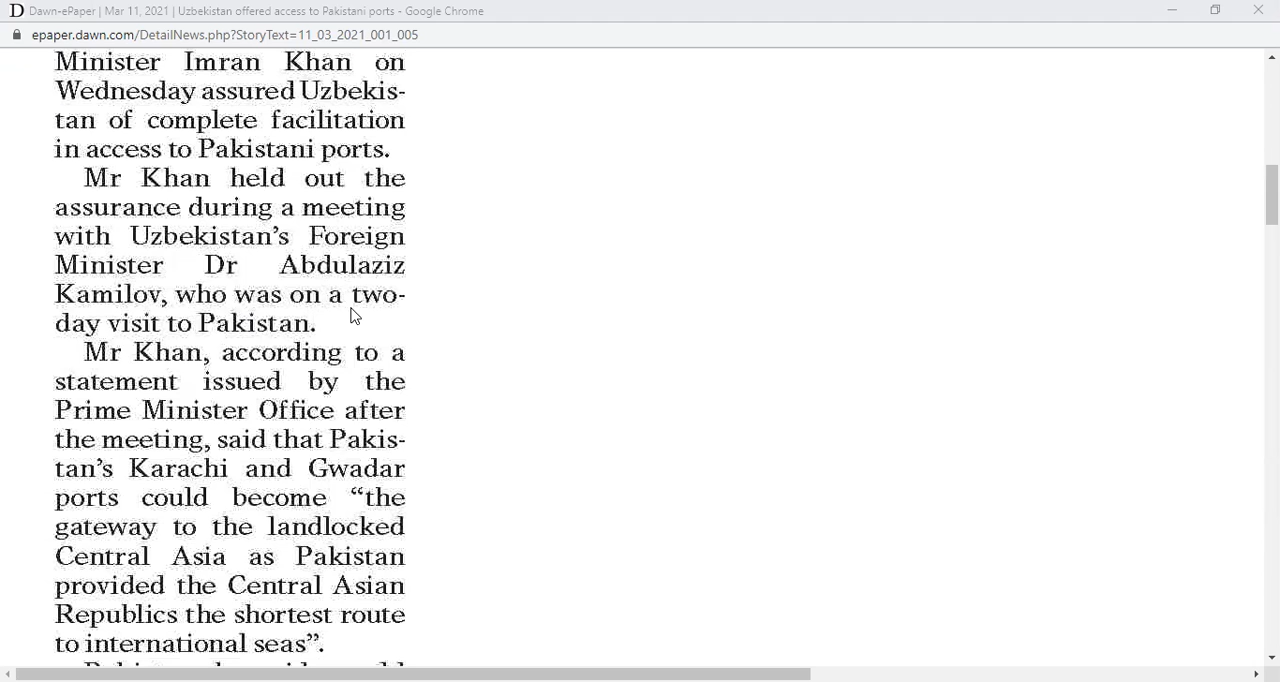 Dawn-ePaper | Mar 11, 2021 | Uzbekistan offered access to Pakistani ports - Google Chrome
epaper.dawn.com/DetailNews.php?StoryText=11_03_2021_001_005
Minister Imran Khan on
Wednesday assured Uzbekis-
tan of complete facilitation
in access to Pakistani ports.
Mr Khan held out the
assurance during a meeting
with Uzbekistan's Foreign
Minister Dr Abdulaziz
Kamilov, who was on a two-
day visit to Pakistan.
Mr Khan, according to a
statement issued by the
Prime Minister Office after
the meeting, said that Pakis-
tan's Karachi and Gwadar
ports could become “the
gateway to the landlocked
Central Asia as Pakistan
provided the Central Asian
Republics the shortest route
to international seas”.